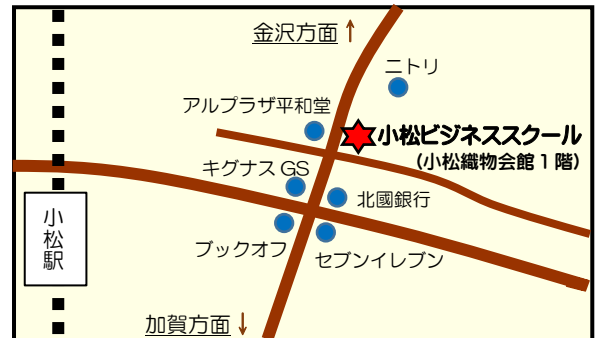 金沢方面↑
ニトリ
アルプラザ平和堂
小松ビジネススクール
（小松織物会館１階）
キグナス GS
北國銀行
小松駅
ブックオフ
セブンイレブン
加賀方面↓